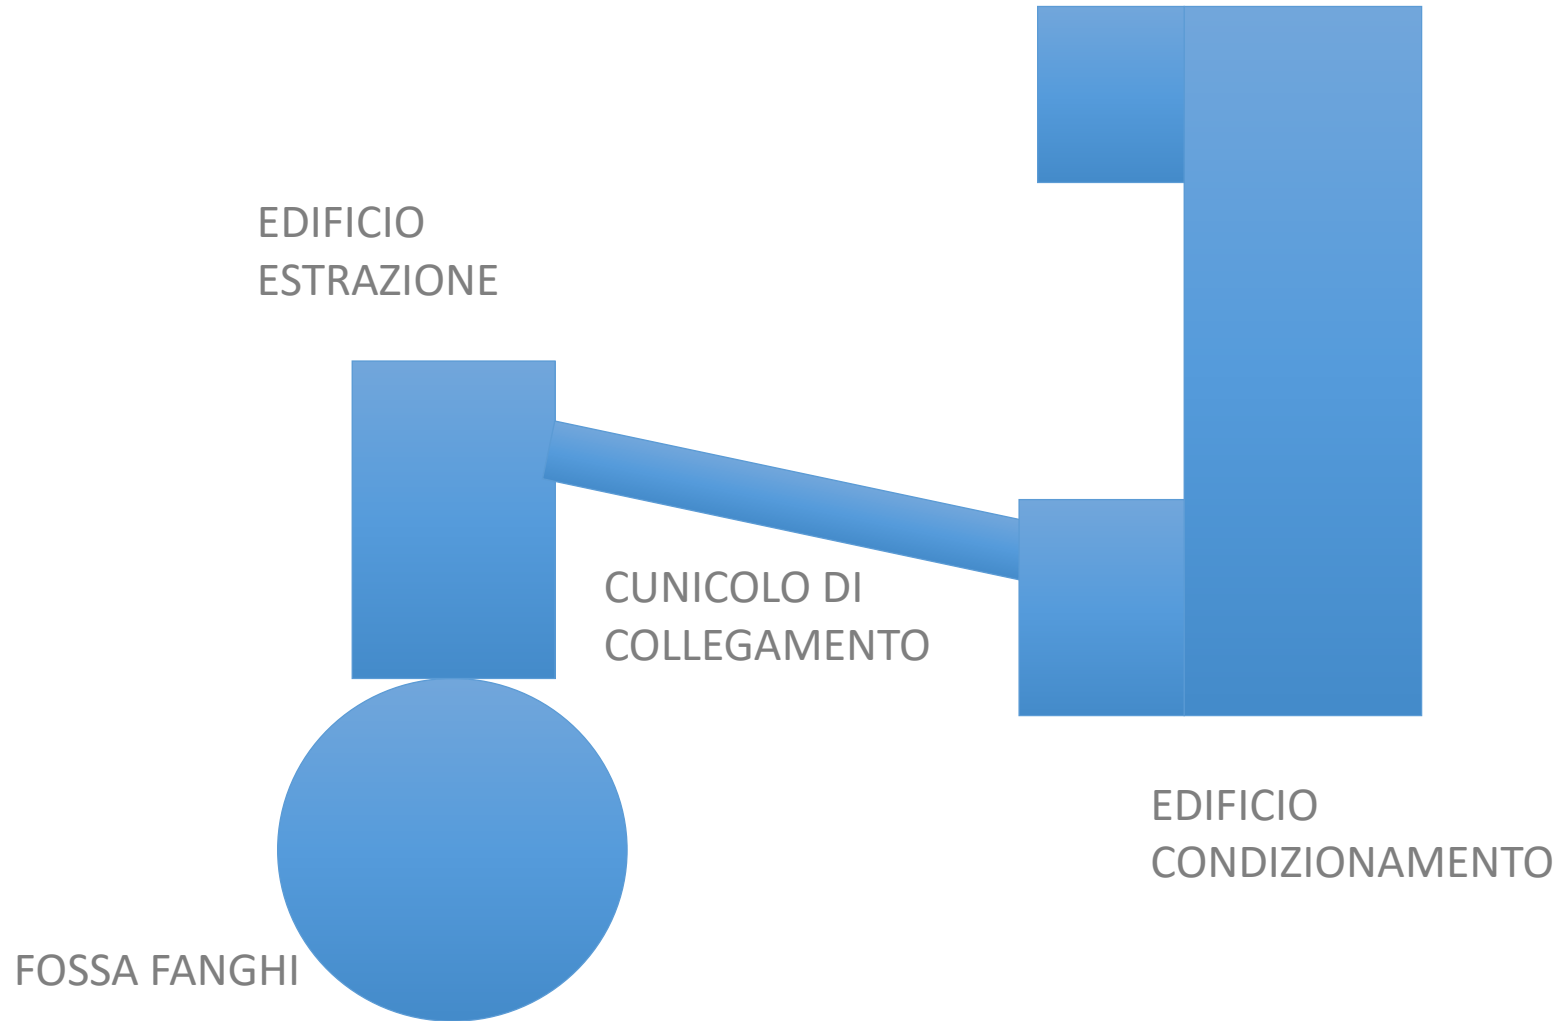 EDIFICIO
ESTRAZIONE
CUNICOLO DI
COLLEGAMENTO
EDIFICIO
CONDIZIONAMENTO
FOSSA FANGHI